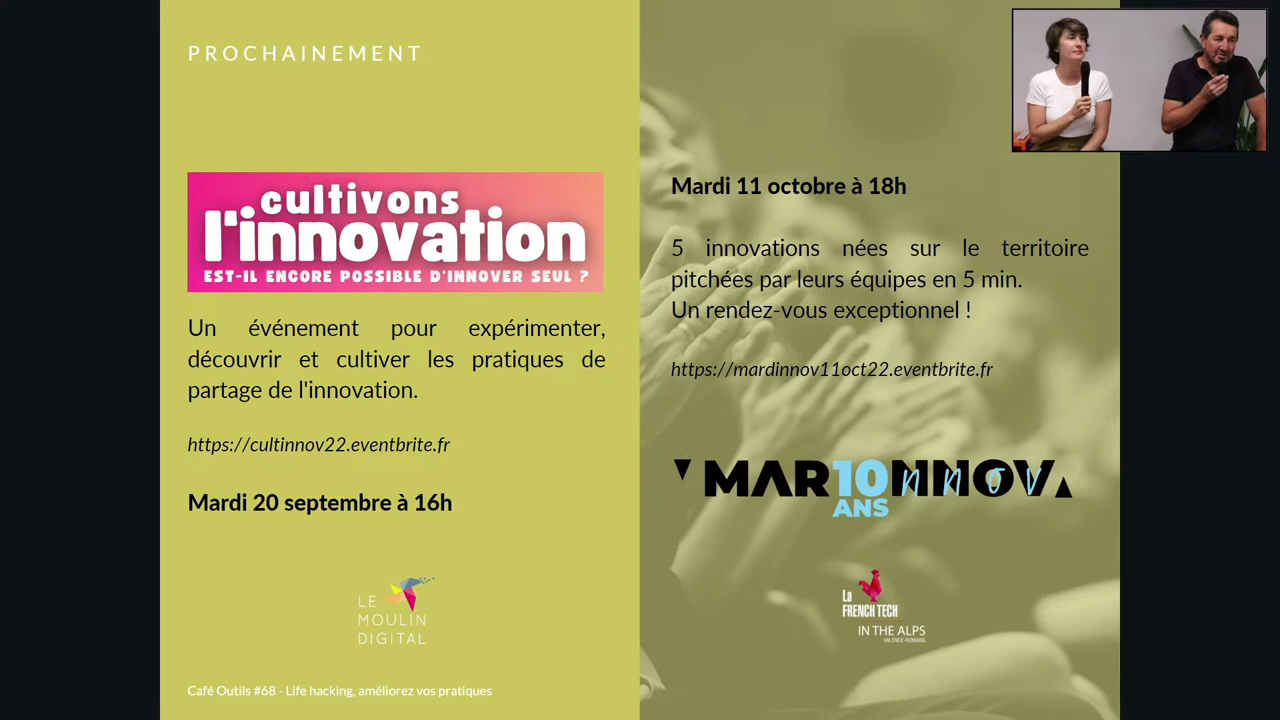 PROCHAINEMENT
cultivons
l'innovation
EST-IL ENCORE POSSIBLE D'INNOVER SEUL ?
Un événement pour expérimenter,
découvrir et cultiver les pratiques de
partage de l'innovation.
https://cultinnov22.eventbrite.fr
Mardi 20 septembre à 16h
LE
MOULIN
DIGITAL
Café Outils #68 - Life hacking, améliorez vos pratiques
Mardi 11 octobre à 18h
5 innovations nées sur le territoire
pitchées par leurs équipes en 5 min.
Un rendez-vous exceptionnel !
https://mardinnov11oct22.eventbrite.fr
MAR10NNOV
ANS
La
FRENCH TECH
IN THE ALPS
VALENCE-ROMANS